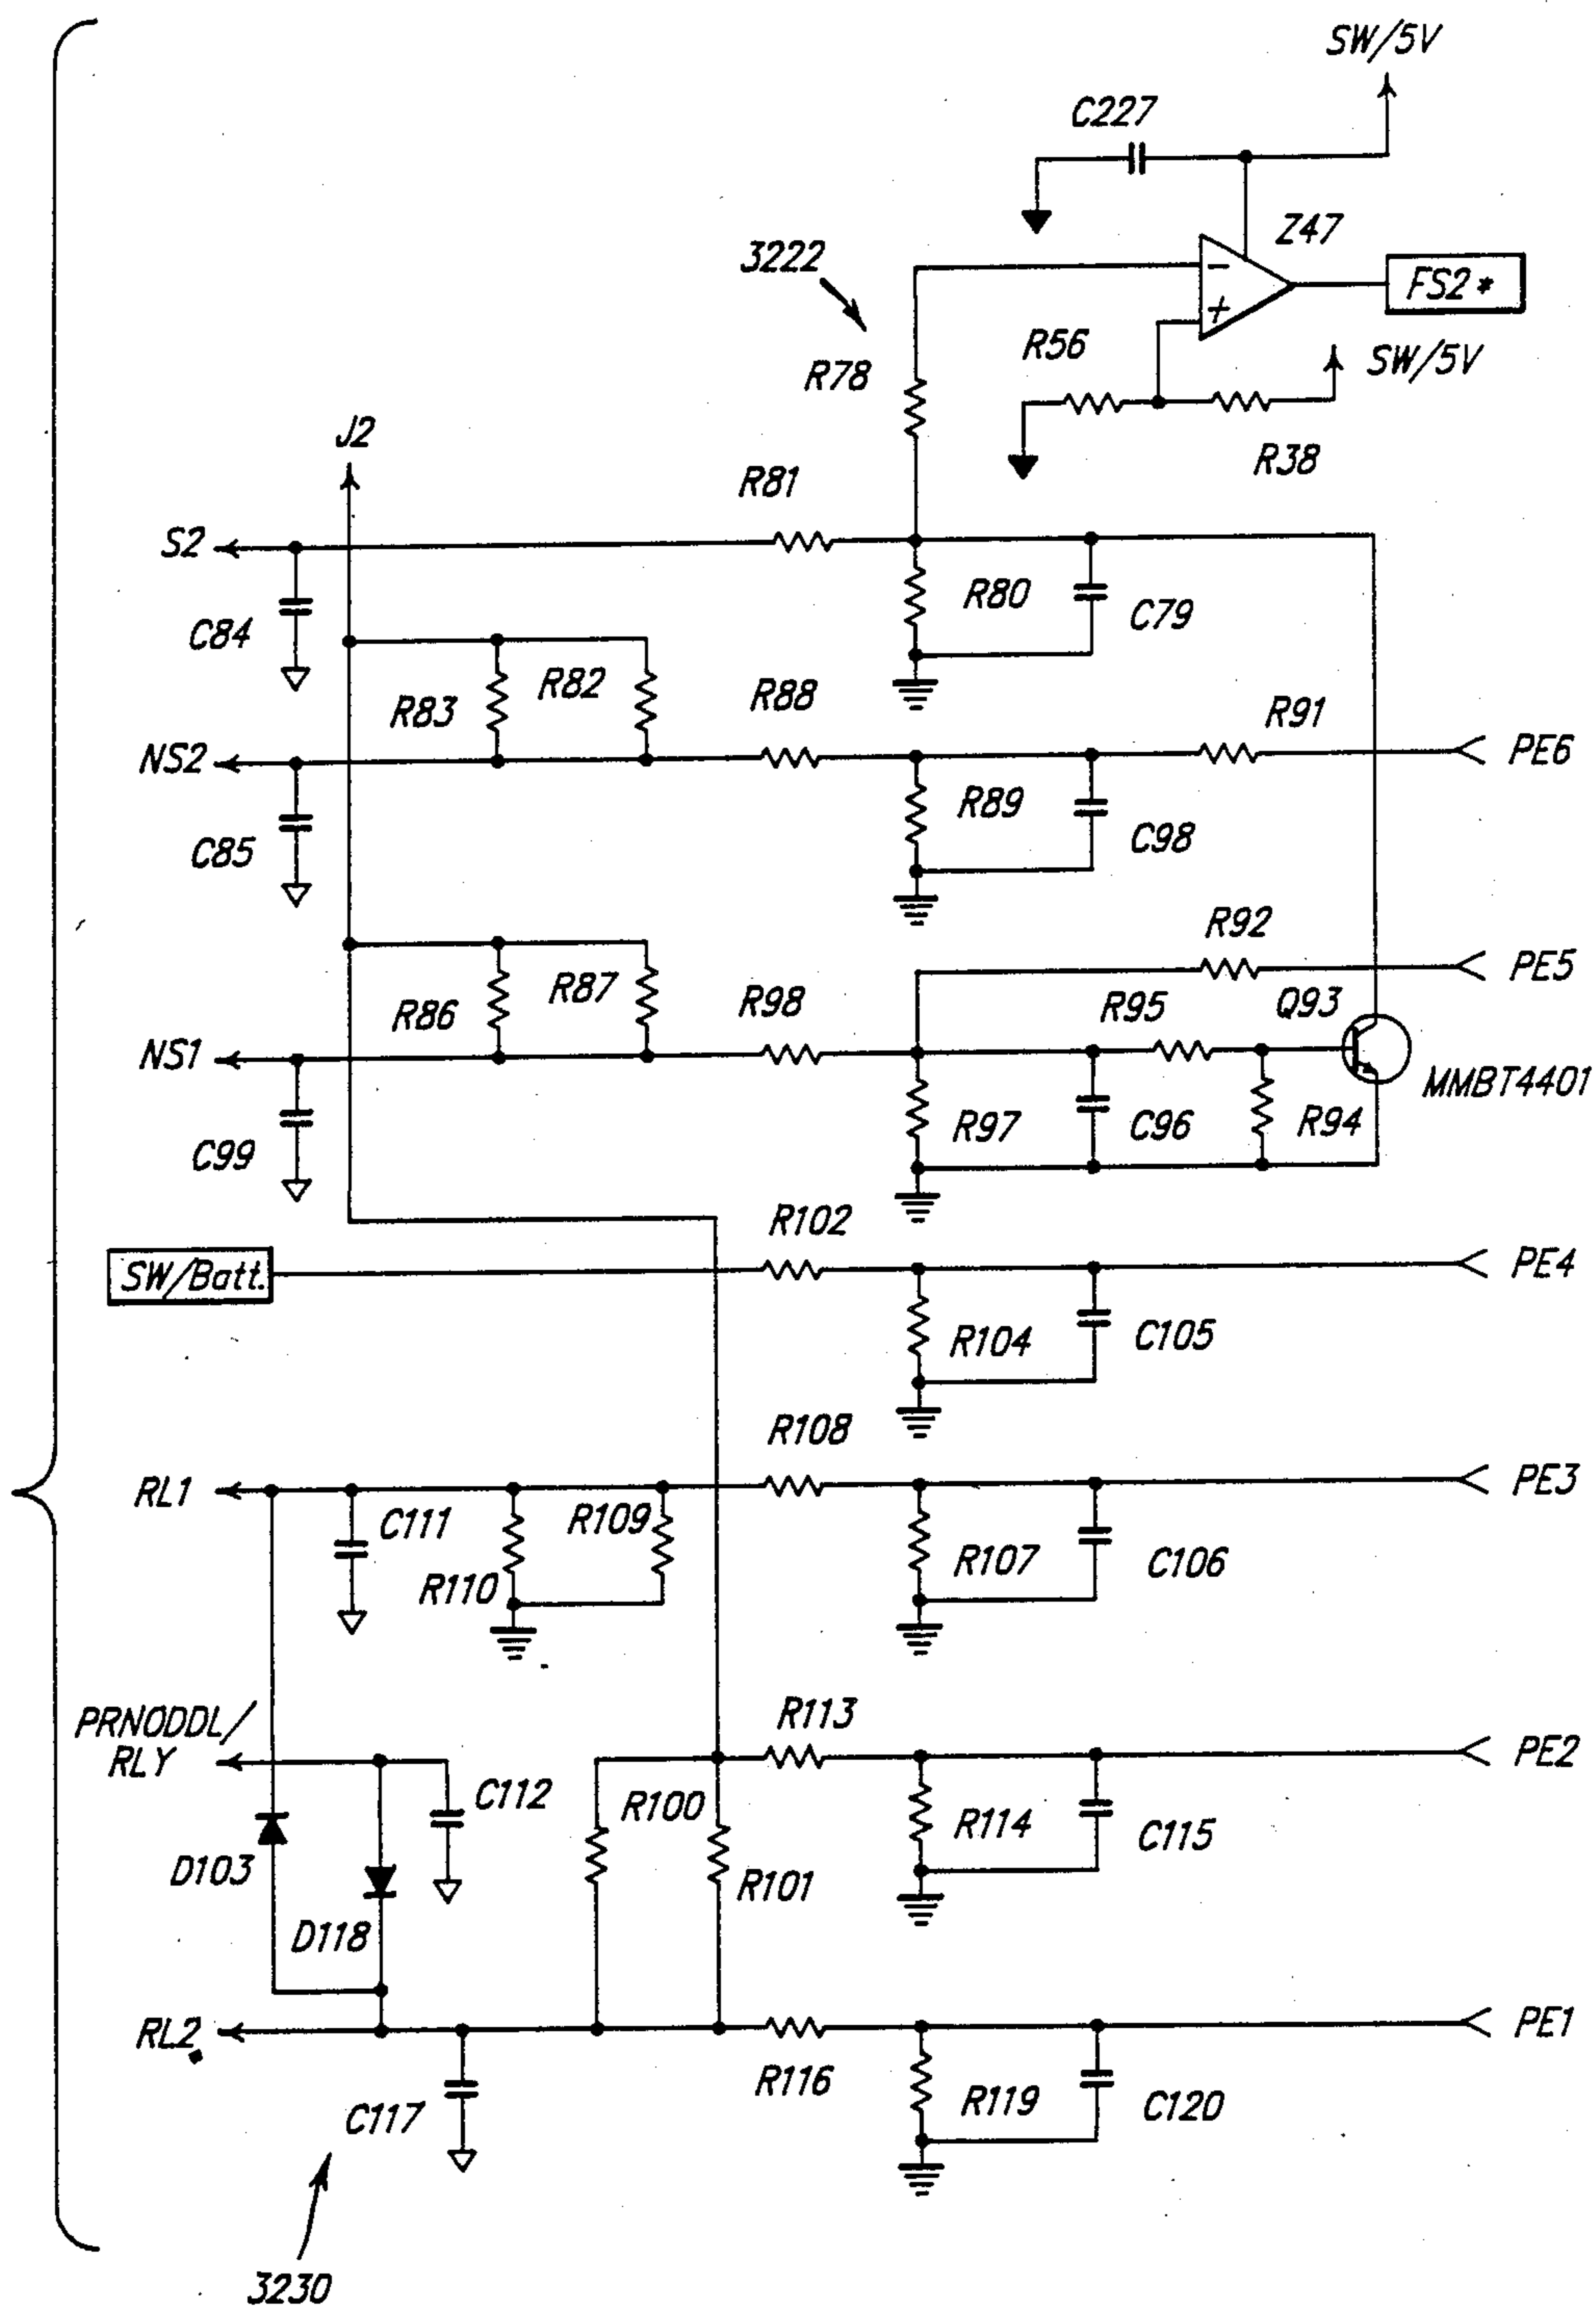 SW/5V
C227
Z47
3222
FS2*
R56
SW/5V
R78
J2
R38
R81
S2
R80
C79
C84
R82
R88
R83
R91
NS2
PE6
R89
C98
C85
R92
R87
PE5
R86
R98
R95
Q93
NS1
MMBT4401
R97
C96
R94
C99
R102
SW/Batt.
PE4
R104
C105
R108
RL1
PE3
C111
R109
R110
R107
C106
PRNODDL/
RLY
R113
PE2
C112
R100
R114
C115
D103
R101
D118
RL2
PE1
R116
C117
R119
C120
3230